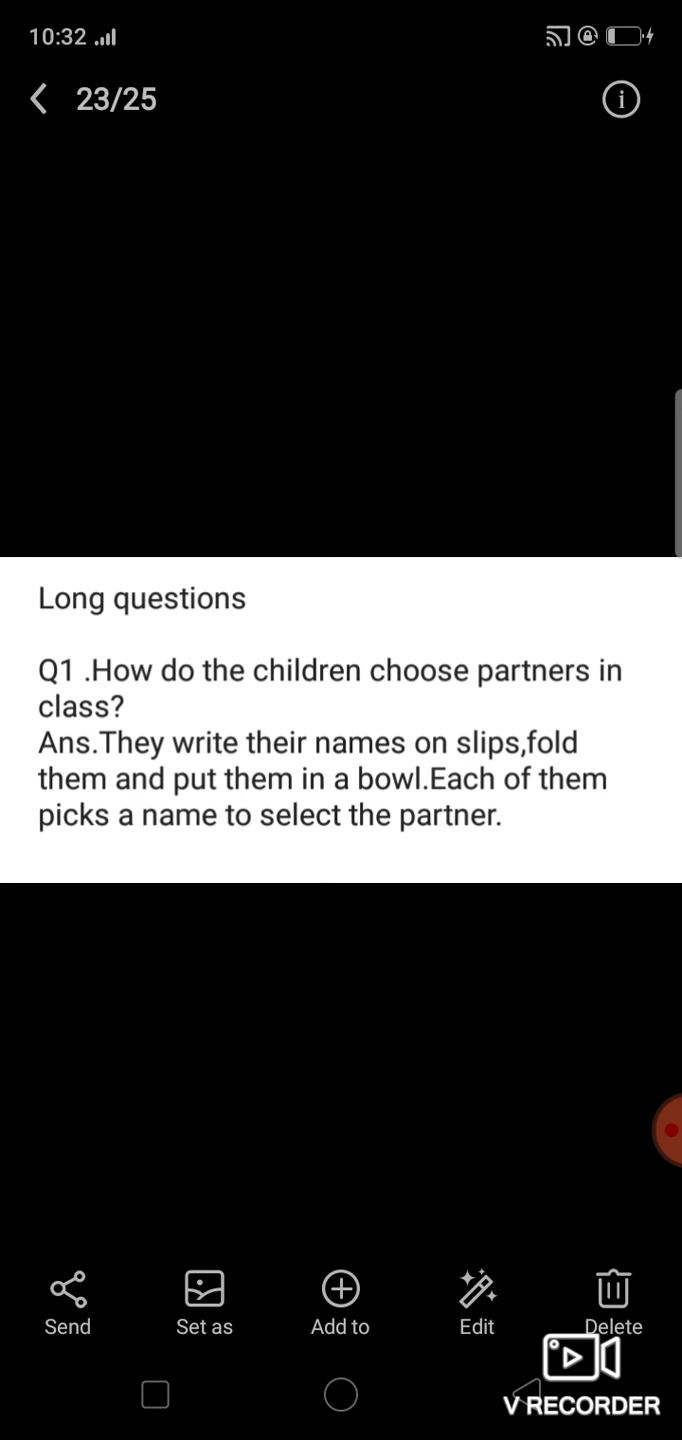 10:32
23/25
Long questions
Q1 .How do the children choose partners in
class?
Ans.They write their names on slips,fold
them and put them in a bowl.Each of them
picks a name to select the partner.
Send Set as Add to Edit Delete
V RECORDER